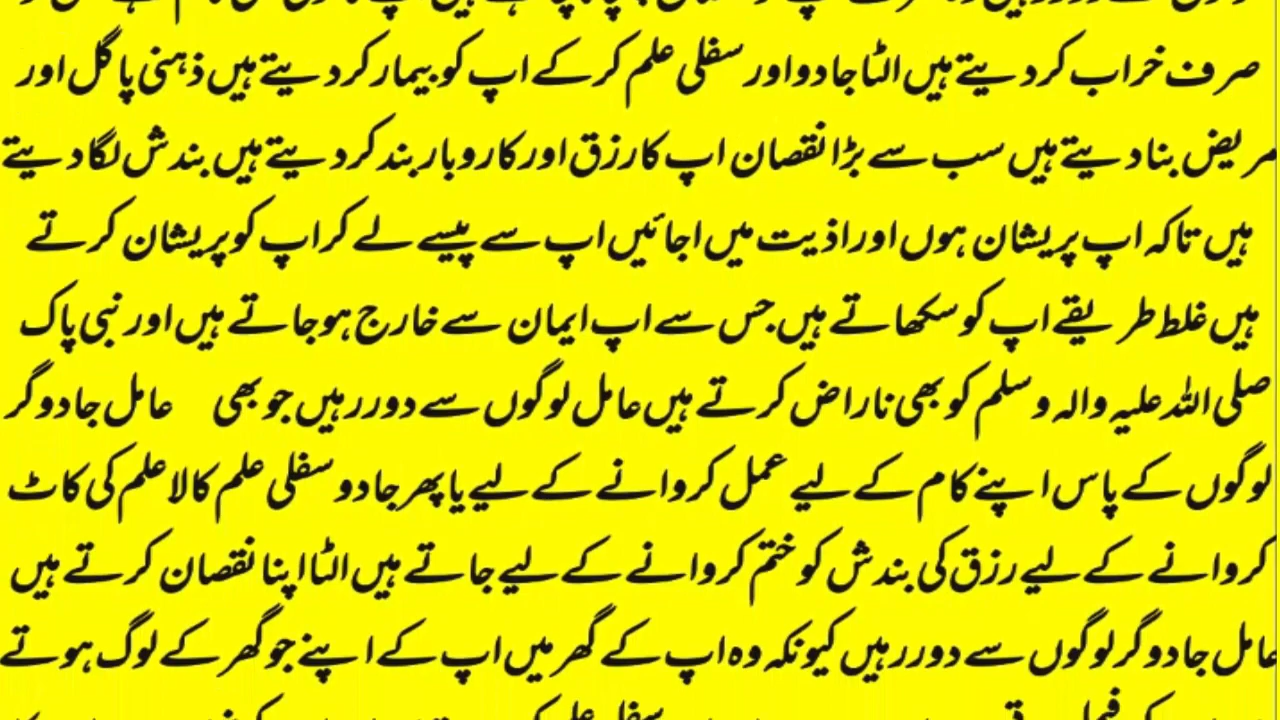 صرف خراب کر دیتے ہیں الٹا جادو اور سفلی علم کر کے اپ کو بیمار کر دیتے ہیں ذہنی پاگل اور
مریض بنا دیتے ہیں سب سے بڑا نقصان اپ کا رزق اور کاروبار بند کر دیتے ہیں بندش لگا دیتے
ہیں تاکہ اپ پریشان ہوں اور اذیت میں اجائیں اپ سے پیسے لے کر اپ کو پریشان کرتے
ہیں غلط طریقے اپ کو سکھاتے ہیں جس سے اپ ایمان سے خارج ہو جاتے ہیں اور نبی پاک
صلی اللہ علیہ والہ وسلم کو بھی ناراض کرتے ہیں عامل لوگوں سے دور رہیں جو بھی عامل جادوگر
لوگوں کے پاس اپنے کام کے لیے عمل کروانے کے لیے یا پھر جادو سفلی علم کالا علم کی کاٹ
کروانے کے لیے رزق کی بندش کو ختم کروانے کے لیے جاتے ہیں الٹا اپنا نقصان کرتے ہیں
عامل جادوگر لوگوں سے دور رہیں کیونکہ وہ اپ کے گھر میں اپ کے اپنے جو گھر کے لوگ ہوتے